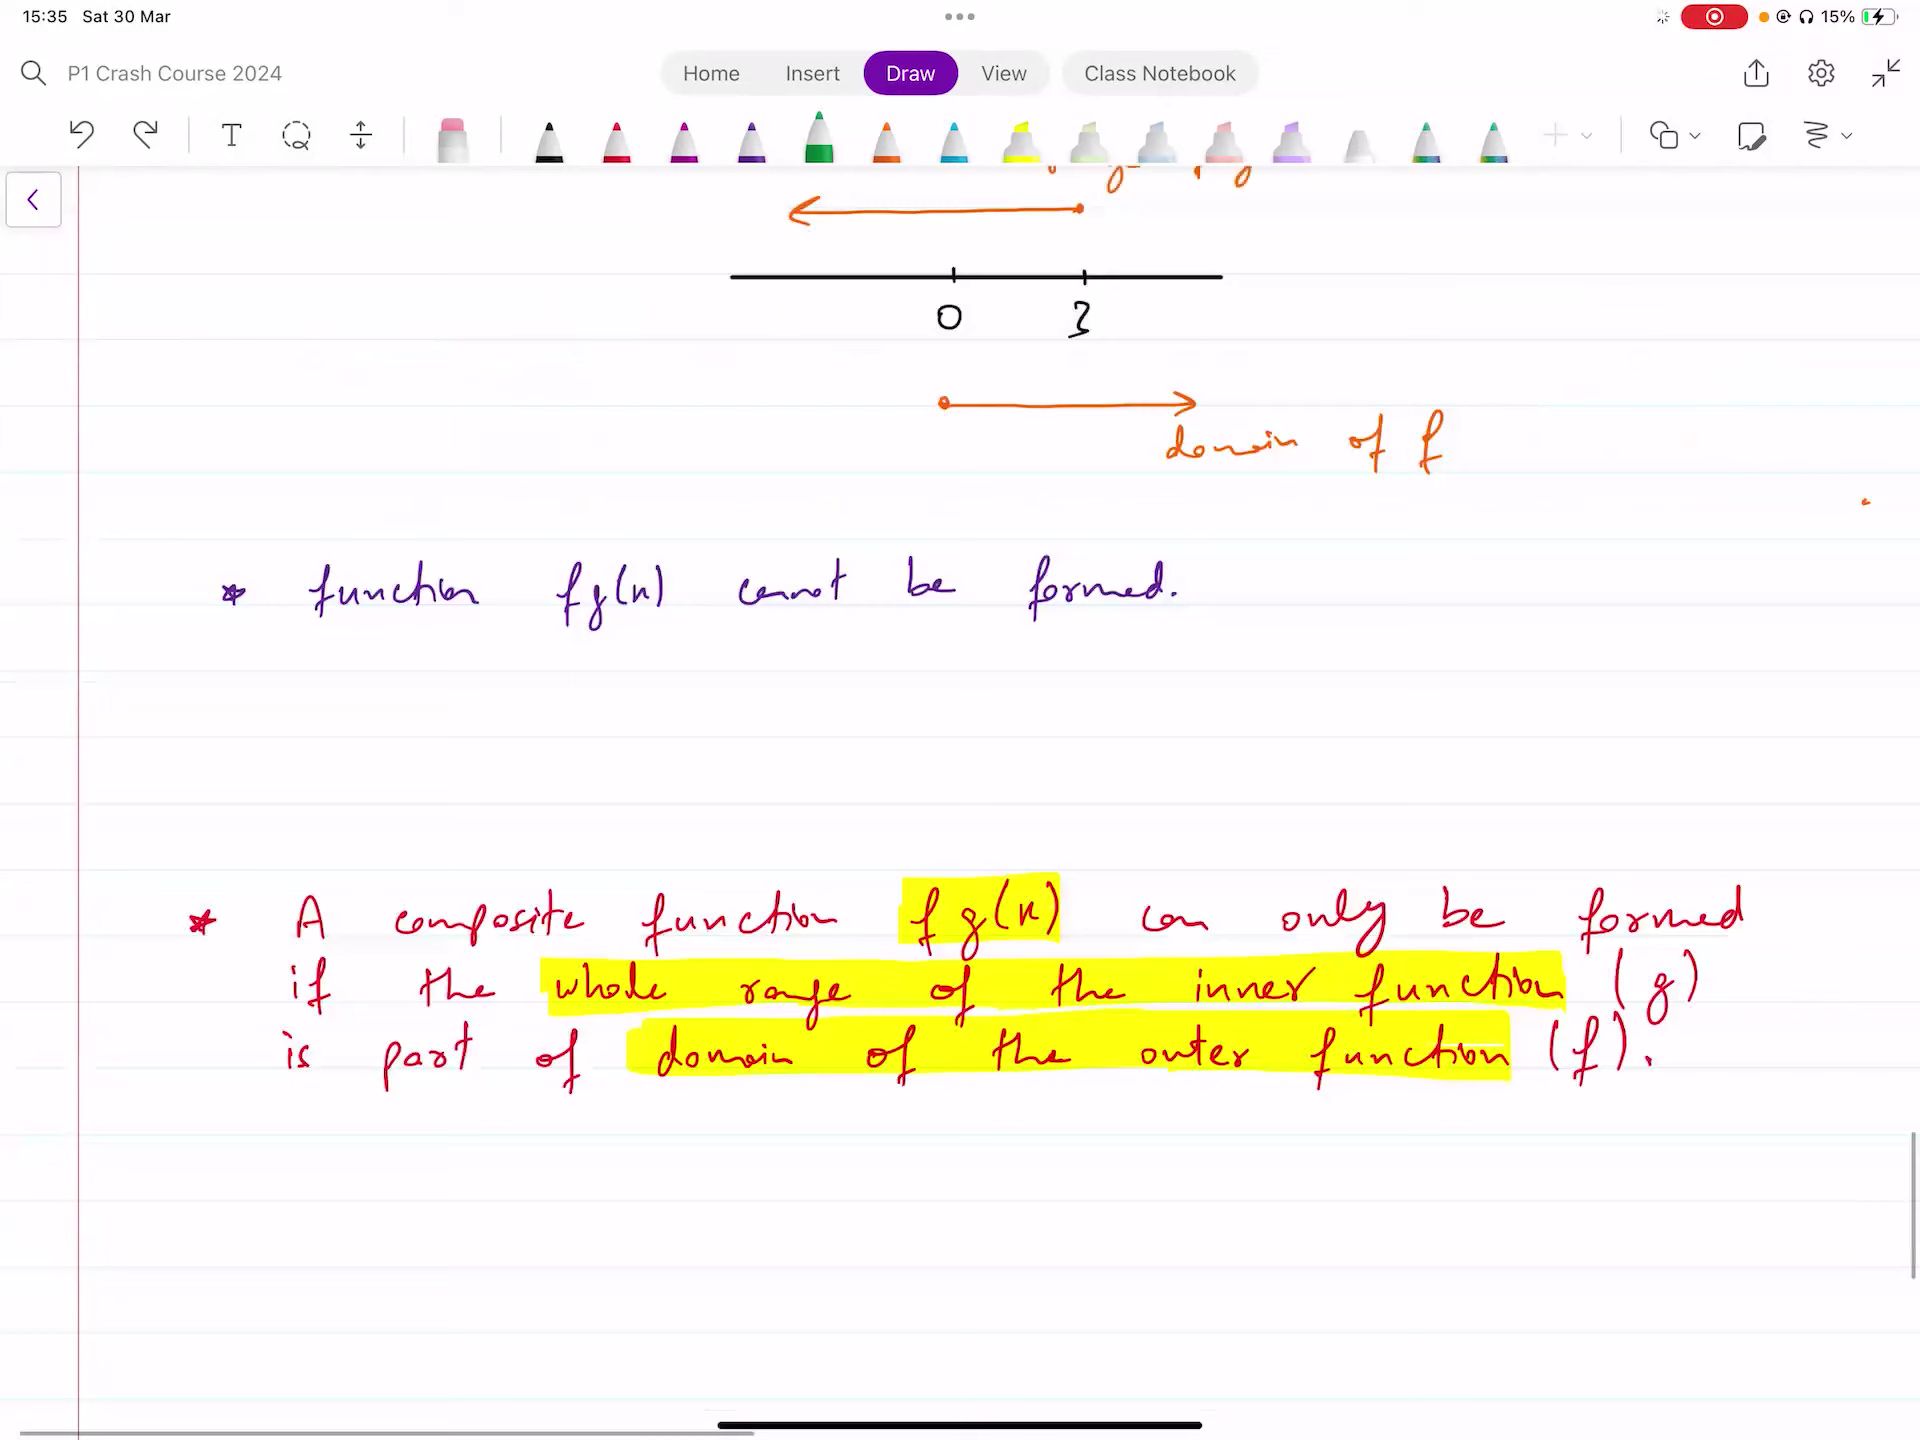 15:35 Sat 30 Mar
15%
P1 Crash Course 2024
Home Insert Draw View Class Notebook
T
0 3
domain of f
* function fg(x) cannot be formed.
* A composite function fg(x) can only be formed
if the whole range of the inner function (g)
is part of domain of the outer function (f).